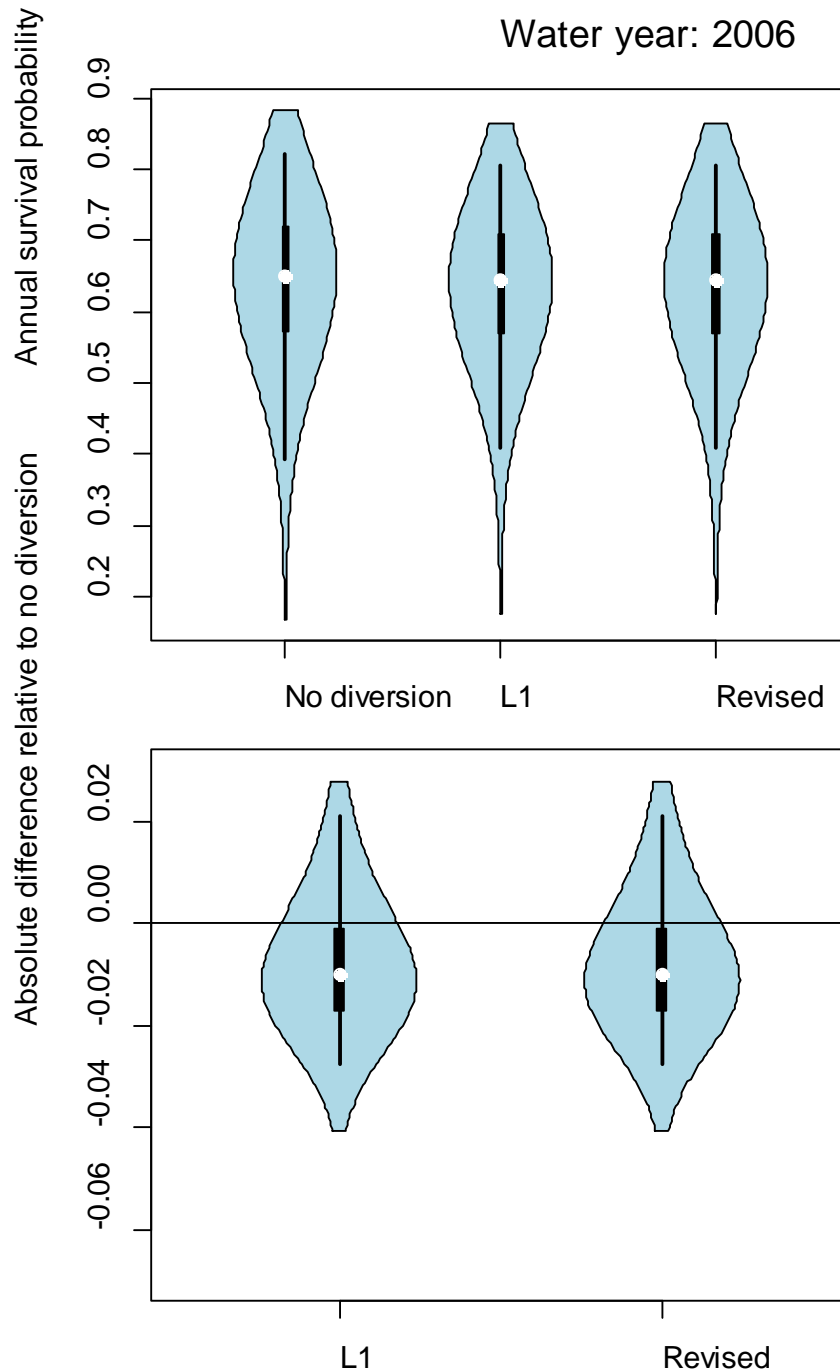 Water year: 2006
Annual survival probability
0.9
0.8
0.7
0.6
0.5
0.4
0.3
0.2
No diversion L1 Revised
Absolute difference relative to no diversion
0.02
0.00
-0.02
-0.04
-0.06
L1 Revised